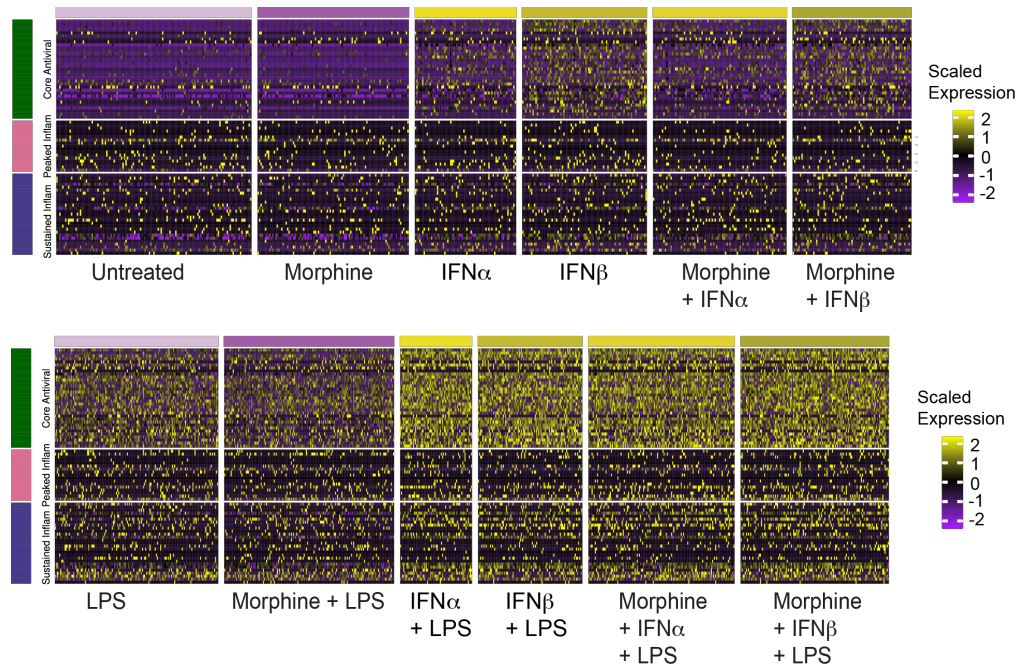 Core Antiviral
Peaked Inflam
Sustained Inflam
Scaled
Expression
2
1
0
-1
-2
Untreated
Morphine
IFNα
IFNβ
Morphine
+ IFNα
Morphine
+ IFNβ
Core Antiviral
Peaked Inflam
Sustained Inflam
Scaled
Expression
2
1
0
-1
-2
LPS
Morphine + LPS
IFNα
+ LPS
IFNβ
+ LPS
Morphine
+ IFNα
+ LPS
Morphine
+ IFNβ
+ LPS